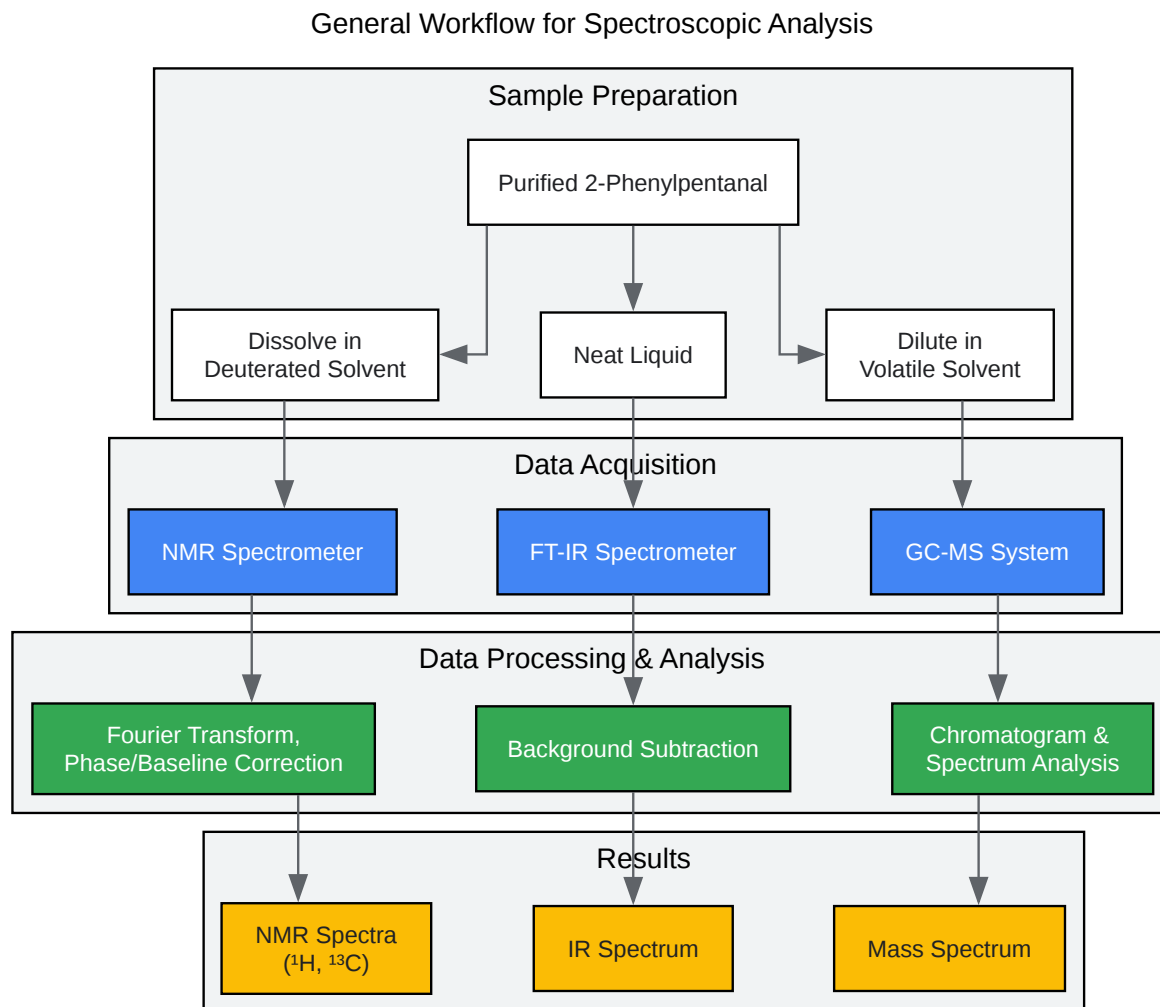 General Workflow for Spectroscopic Analysis
Sample Preparation
Purified 2-Phenylpentanal
Dissolve in
Deuterated Solvent
Neat Liquid
Dilute in
Volatile Solvent
Data Acquisition
NMR Spectrometer
FT-IR Spectrometer
GC-MS System
Data Processing & Analysis
Fourier Transform,
Phase/Baseline Correction
Background Subtraction
Chromatogram &
Spectrum Analysis
Results
NMR Spectra
(¹H, ¹³C)
IR Spectrum
Mass Spectrum